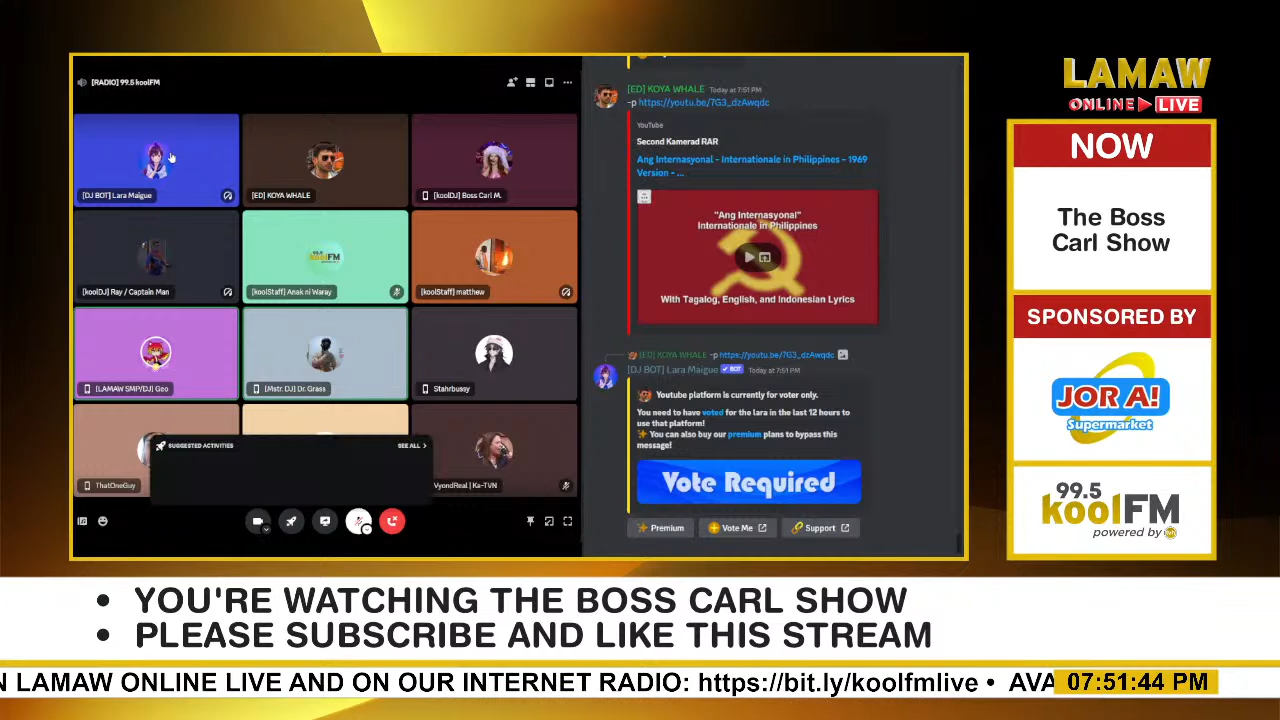 [RADIO] 99.5 koolFM
[DJ BOT] Lara Maigue
[ED] KOYA WHALE
[koolDJ] Boss Carl M.
[koolDJ] Ray / Captain Man
99.5
koolFM
[koolStaff] Anak ni Waray
[koolStaff] matthew
[LAMAW SMP/DJ] Geo
[Mstr. DJ] Dr. Grass
Stahrbussy
ThatOneGuy
VyondReal | Ka-TVN
SUGGESTED ACTIVITIES
SEE ALL
[ED] KOYA WHALE Today at 7:51 PM
-p https://youtu.be/7G3_dzAwqdc
YouTube
Second Kamerad RAR
Ang Internasyonal - Internationale in Philippines - 1969
Version - ...
"Ang Internasyonal"
Internationale in Philippines
With Tagalog, English, and Indonesian Lyrics
[ED] KOYA WHALE -p https://youtu.be/7G3_dzAwqdc
[DJ BOT] Lara Maigue BOT Today at 7:51 PM
Youtube platform is currently for voter only.
You need to have voted for the lara in the last 12 hours to
use that platform!
You can also buy our premium plans to bypass this
message!
Vote Required
Premium
Vote Me
Support
LAMAW
ONLINE LIVE
NOW
The Boss
Carl Show
SPONSORED BY
JOR A!
Supermarket
99.5
koolFM
powered by
• YOU'RE WATCHING THE BOSS CARL SHOW
• PLEASE SUBSCRIBE AND LIKE THIS STREAM
N LAMAW ONLINE LIVE AND ON OUR INTERNET RADIO: https://bit.ly/koolfmlive • AVA
07:51:44 PM